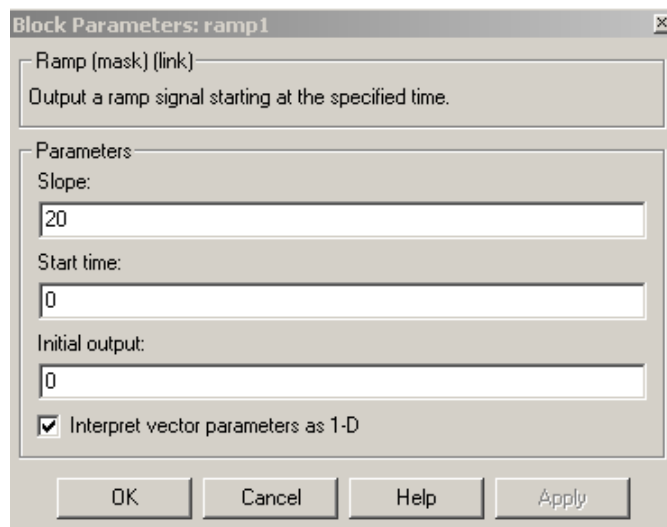 Block Parameters: ramp1
Ramp (mask) (link)
Output a ramp signal starting at the specified time.
Parameters
Slope:
20
Start time:
0
Initial output:
0
Interpret vector parameters as 1-D
OK Cancel Help Apply